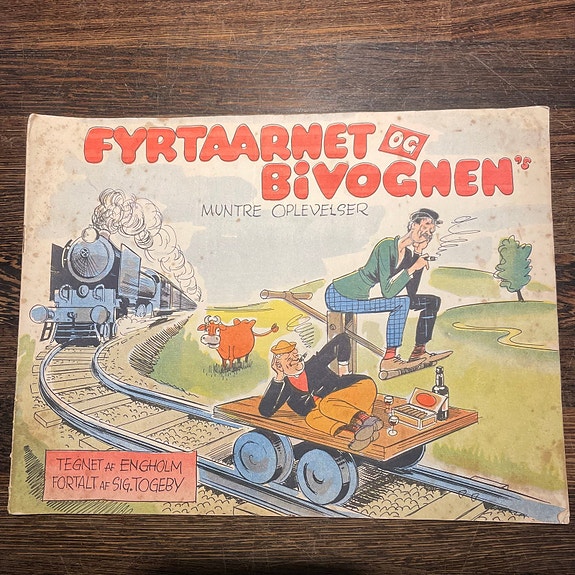 FYRTAARNET OG
BiVOGNEN's
MUNTRE OPLEVELSER
TEGNET AF ENGHOLM
FORTALT AF SIG. TOGEBY